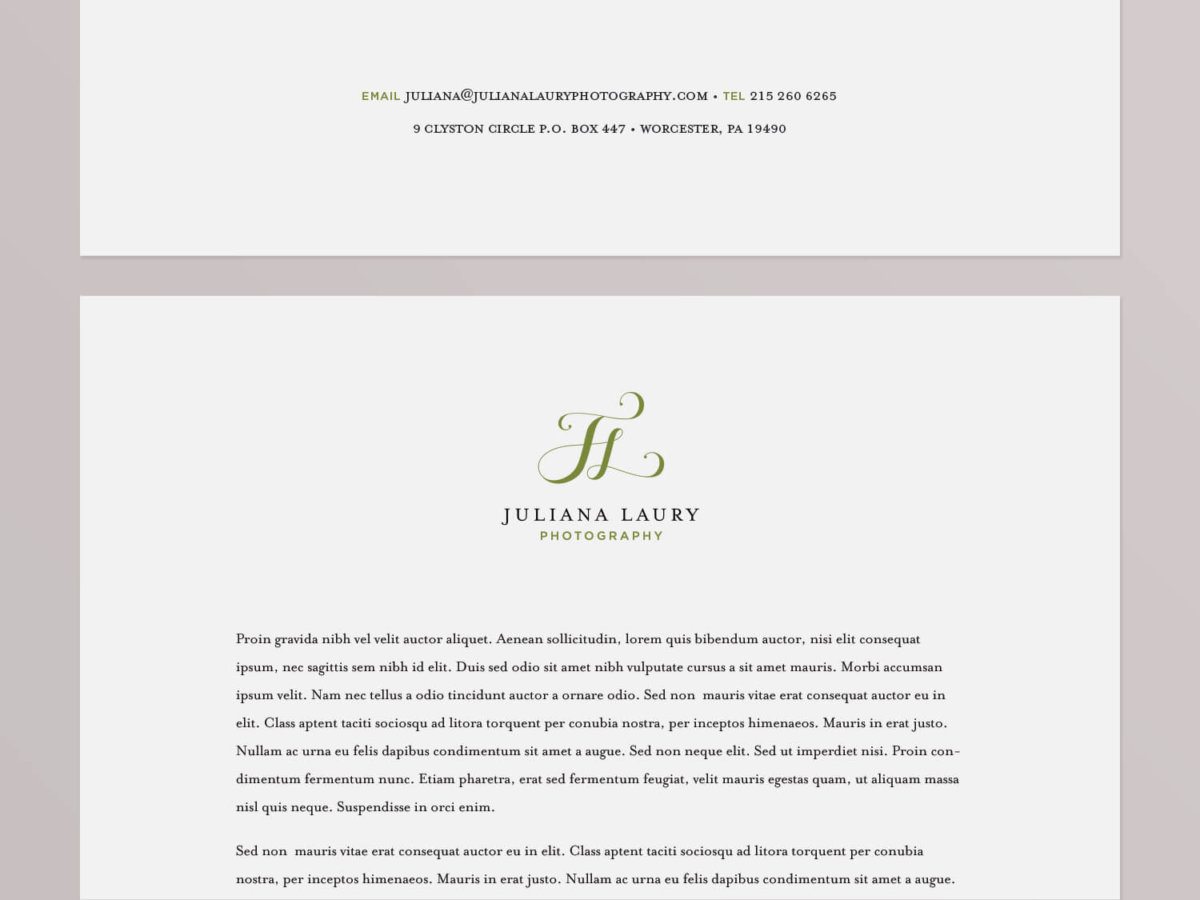 EMAIL JULIANA@JULIANALAURYPHOTOGRAPHY.COM • TEL 215 260 6265
9 CLYSTON CIRCLE P.O. BOX 447 • WORCESTER, PA 19490
JL
JULIANA LAURY
PHOTOGRAPHY
Proin gravida nibh vel velit auctor aliquet. Aenean sollicitudin, lorem quis bibendum auctor, nisi elit consequat
ipsum, nec sagittis sem nibh id elit. Duis sed odio sit amet nibh vulputate cursus a sit amet mauris. Morbi accumsan
ipsum velit. Nam nec tellus a odio tincidunt auctor a ornare odio. Sed non  mauris vitae erat consequat auctor eu in
elit. Class aptent taciti sociosqu ad litora torquent per conubia nostra, per inceptos himenaeos. Mauris in erat justo.
Nullam ac urna eu felis dapibus condimentum sit amet a augue. Sed non neque elit. Sed ut imperdiet nisi. Proin con-
dimentum fermentum nunc. Etiam pharetra, erat sed fermentum feugiat, velit mauris egestas quam, ut aliquam massa
nisl quis neque. Suspendisse in orci enim.
Sed non  mauris vitae erat consequat auctor eu in elit. Class aptent taciti sociosqu ad litora torquent per conubia
nostra, per inceptos himenaeos. Mauris in erat justo. Nullam ac urna eu felis dapibus condimentum sit amet a augue.